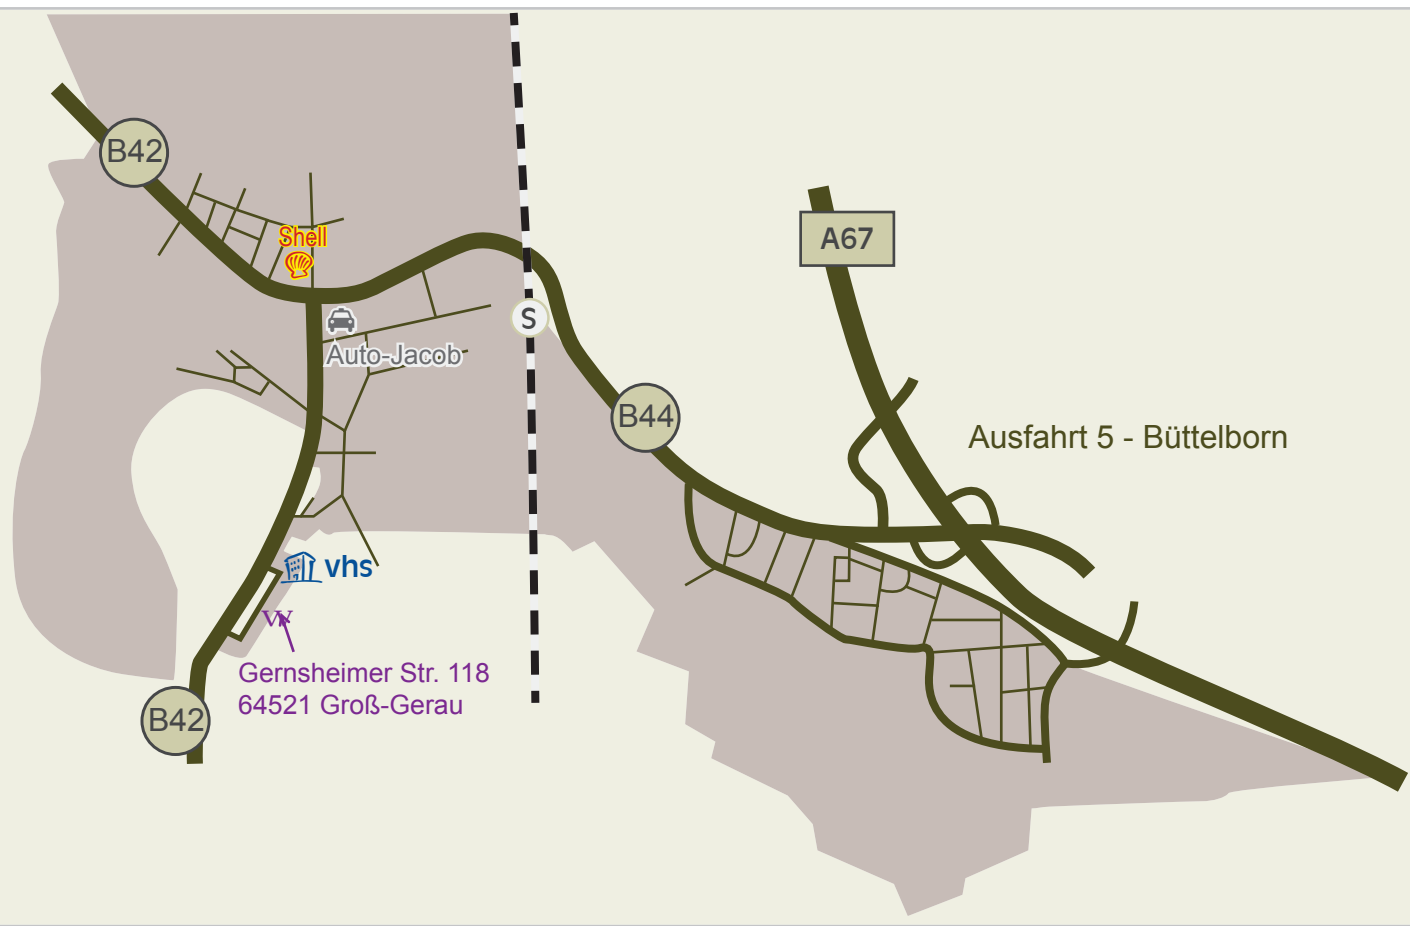 B42
Shell
A67
S
Auto-Jacob
B44
Ausfahrt 5 - Büttelborn
vhs
Gernsheimer Str. 118
64521 Groß-Gerau
B42